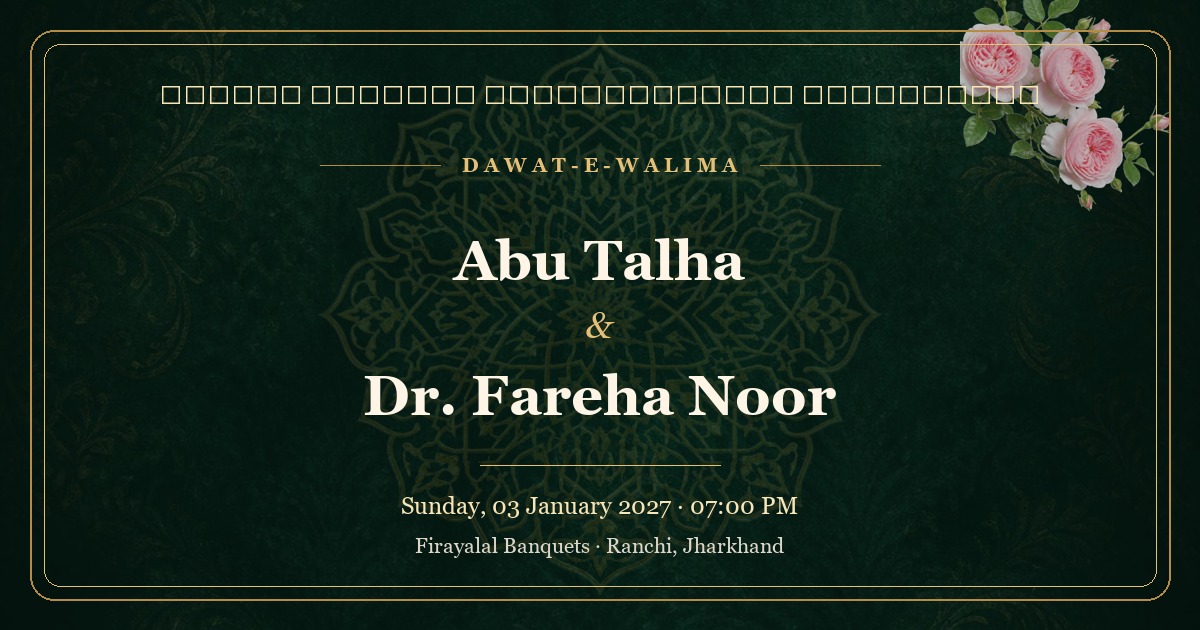 DAWAT-E-WALIMA
Abu Talha
&
Dr. Fareha Noor
Sunday, 03 January 2027 · 07:00 PM
Firayalal Banquets · Ranchi, Jharkhand